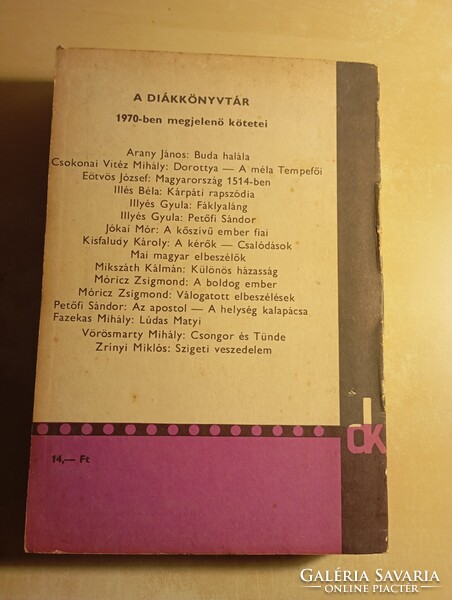 A DIÁKKÖNYVTÁR
1970-ben megjelenő kötetei
Arany János: Buda halála
Csokonai Vitéz Mihály: Dorottya — A méla Tempefői
Eötvös József: Magyarország 1514-ben
Illés Béla: Kárpáti rapszódia
Illyés Gyula: Fáklyaláng
Illyés Gyula: Petőfi Sándor
Jókai Mór: A kőszívű ember fiai
Kisfaludy Károly: A kérők — Csalódások
Mai magyar elbeszélők
Mikszáth Kálmán: Különös házasság
Móricz Zsigmond: A boldog ember
Móricz Zsigmond: Válogatott elbeszélések
Petőfi Sándor: Az apostol — A helység kalapácsa
Fazekas Mihály: Lúdas Matyi
Vörösmarty Mihály: Csongor és Tünde
Zrínyi Miklós: Szigeti veszedelem
dk
14,— Ft
GALÉRIA SAVARIA
ONLINE PIACTÉR